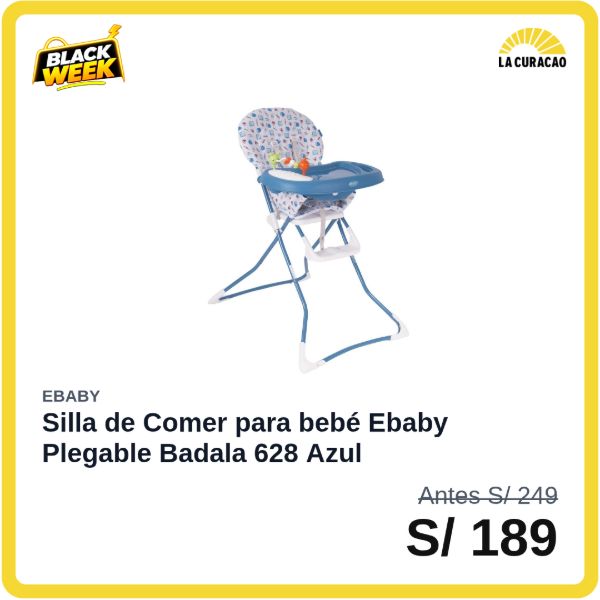 BLACK
WEEK
LA CURACAO
EBABY
Silla de Comer para bebé Ebaby
Plegable Badala 628 Azul
Antes S/ 249
S/ 189